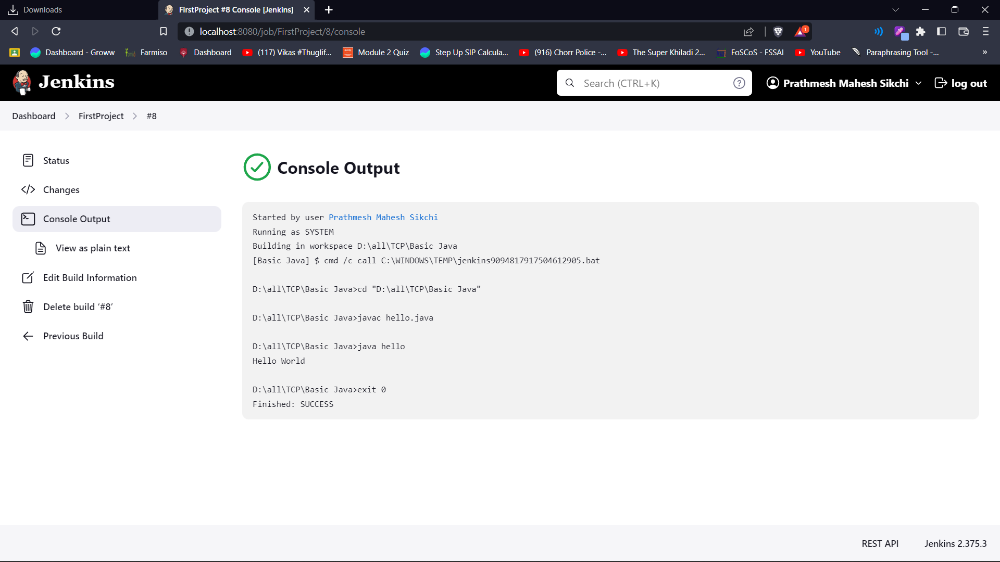 Downloads
FirstProject #8 Console [Jenkins]
localhost:8080/job/FirstProject/8/console
1
Dashboard - Groww
Farmiso
Dashboard
(117) Vikas #Thuglif...
Module 2 Quiz
Step Up SIP Calcula...
(916) Chorr Police -...
The Super Khiladi 2...
FoSCoS - FSSAI
YouTube
Paraphrasing Tool -...
»
Jenkins
Search (CTRL+K)
?
Prathmesh Mahesh Sikchi
log out
Dashboard
FirstProject
#8
Status
Changes
Console Output
View as plain text
Edit Build Information
Delete build ‘#8’
Previous Build
Console Output
Started by user Prathmesh Mahesh Sikchi
Running as SYSTEM
Building in workspace D:\all\TCP\Basic Java
[Basic Java] $ cmd /c call C:\WINDOWS\TEMP\jenkins9094817917504612905.bat
D:\all\TCP\Basic Java>cd "D:\all\TCP\Basic Java"
D:\all\TCP\Basic Java>javac hello.java
D:\all\TCP\Basic Java>java hello
Hello World
D:\all\TCP\Basic Java>exit 0
Finished: SUCCESS
REST API
Jenkins 2.375.3